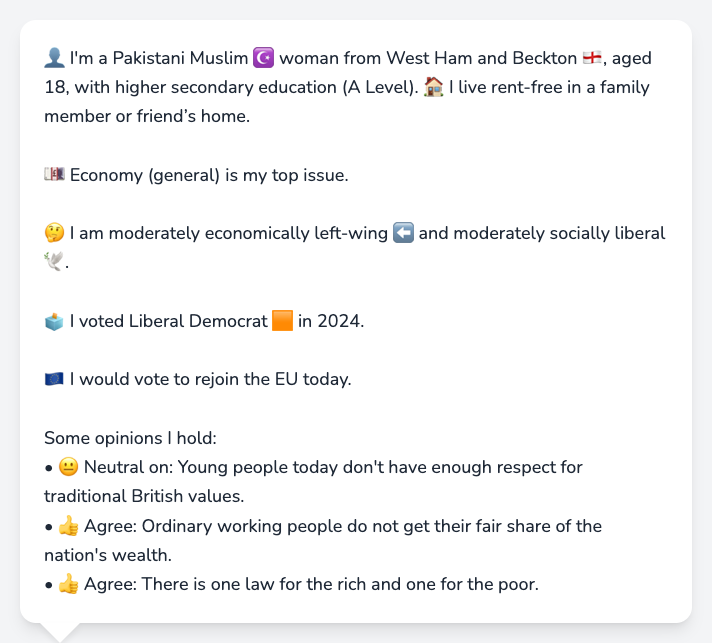 👤 I'm a Pakistani Muslim ☪️ woman from West Ham and Beckton 🏴󠁧󠁢󠁥󠁮󠁧󠁿, aged
18, with higher secondary education (A Level). 🏠 I live rent-free in a family
member or friend’s home.
💷 Economy (general) is my top issue.
🤔 I am moderately economically left-wing ⬅️ and moderately socially liberal
🕊️.
🗳️ I voted Liberal Democrat 🟧 in 2024.
🇪🇺 I would vote to rejoin the EU today.
Some opinions I hold:
• 😐 Neutral on: Young people today don't have enough respect for
traditional British values.
• 👍 Agree: Ordinary working people do not get their fair share of the
nation's wealth.
• 👍 Agree: There is one law for the rich and one for the poor.